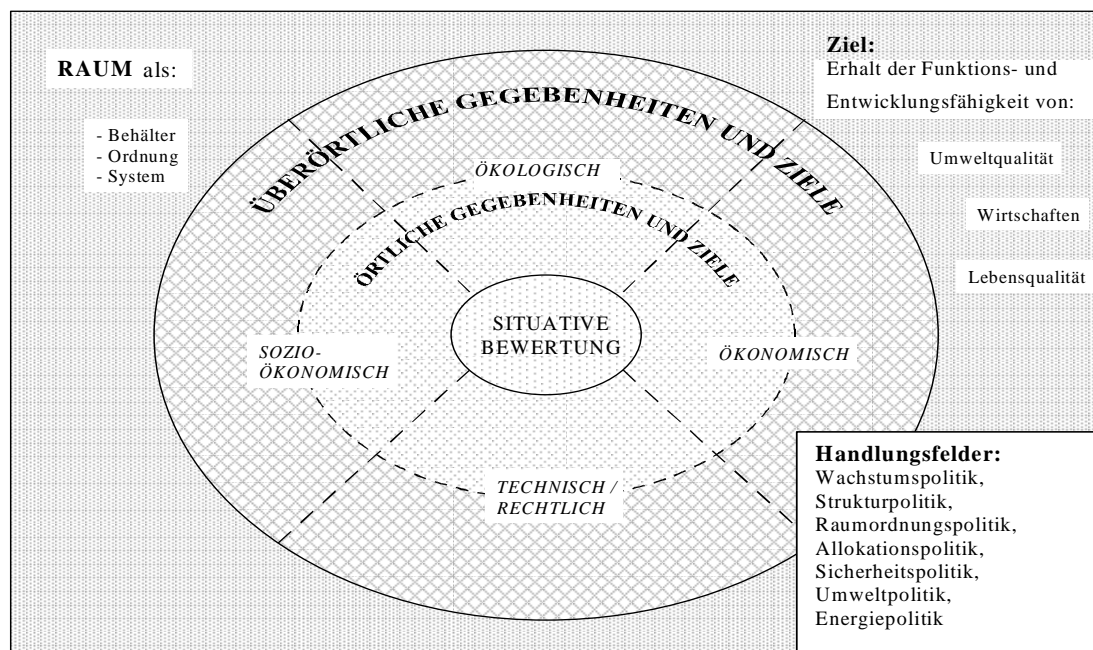 RAUM als:
- Behälter
- Ordnung
- System
Ziel:
Erhalt der Funktions- und
Entwicklungsfähigkeit von:
Umweltqualität
Wirtschaften
Lebensqualität
ÜBERÖRTLICHE GEGEBENHEITEN UND ZIELE
ÖKOLOGISCH
ÖRTLICHE GEGEBENHEITEN UND ZIELE
SITUATIVE
BEWERTUNG
SOZIO-
ÖKONOMISCH
ÖKONOMISCH
TECHNISCH /
RECHTLICH
Handlungsfelder:
Wachstumspolitik,
Strukturpolitik,
Raumordnungspolitik,
Allokationspolitik,
Sicherheitspolitik,
Umweltpolitik,
Energiepolitik